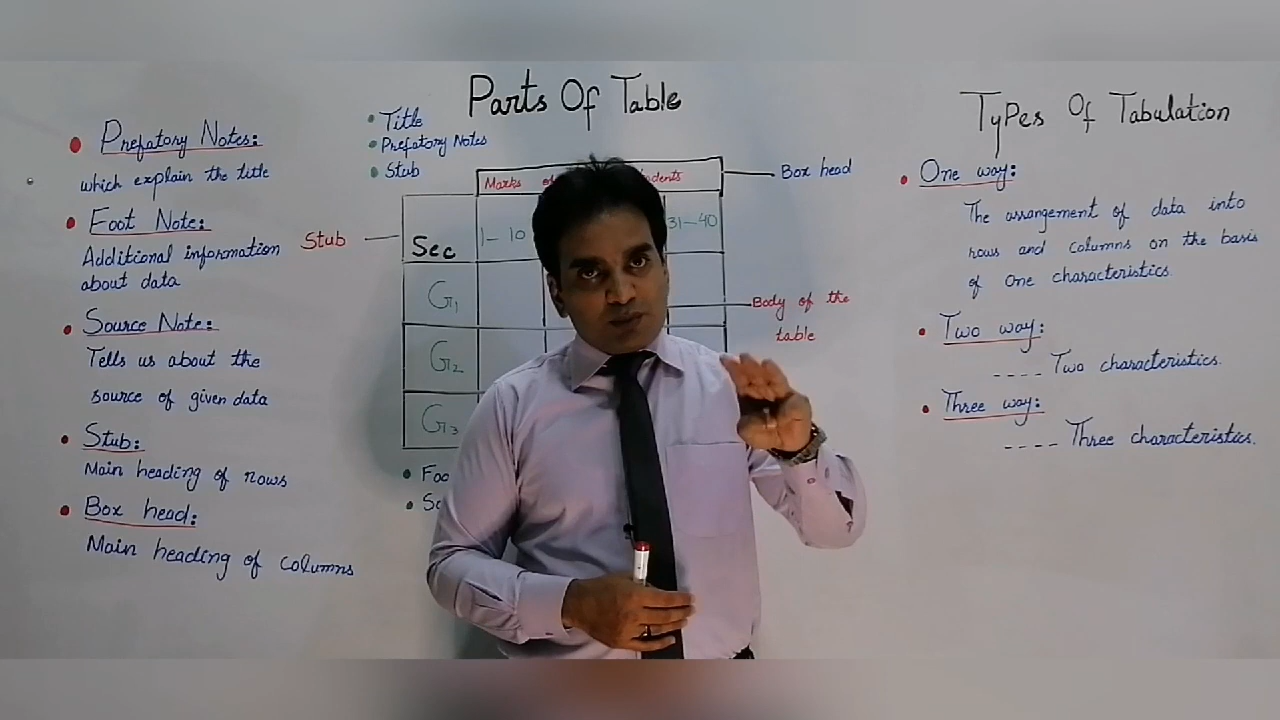 Parts Of Table
Types Of Tabulation
• Prefatory Notes:
which explain the title
• Foot Note:
Additional information
about data
• Source Note:
Tells us about the
source of given data
• Stub:
Main heading of rows
• Box head:
Main heading of columns
• Title
• Prefatory Notes
• Stub
Marks
Box head
Stub
Sec
1 - 10
31 - 40
G1
G2
G3
Body of the
table
• One way:
The arrangement of data into
rows and columns on the basis
of One characteristics.
• Two way:
---- Two characteristics.
• Three way:
---- Three characteristics.